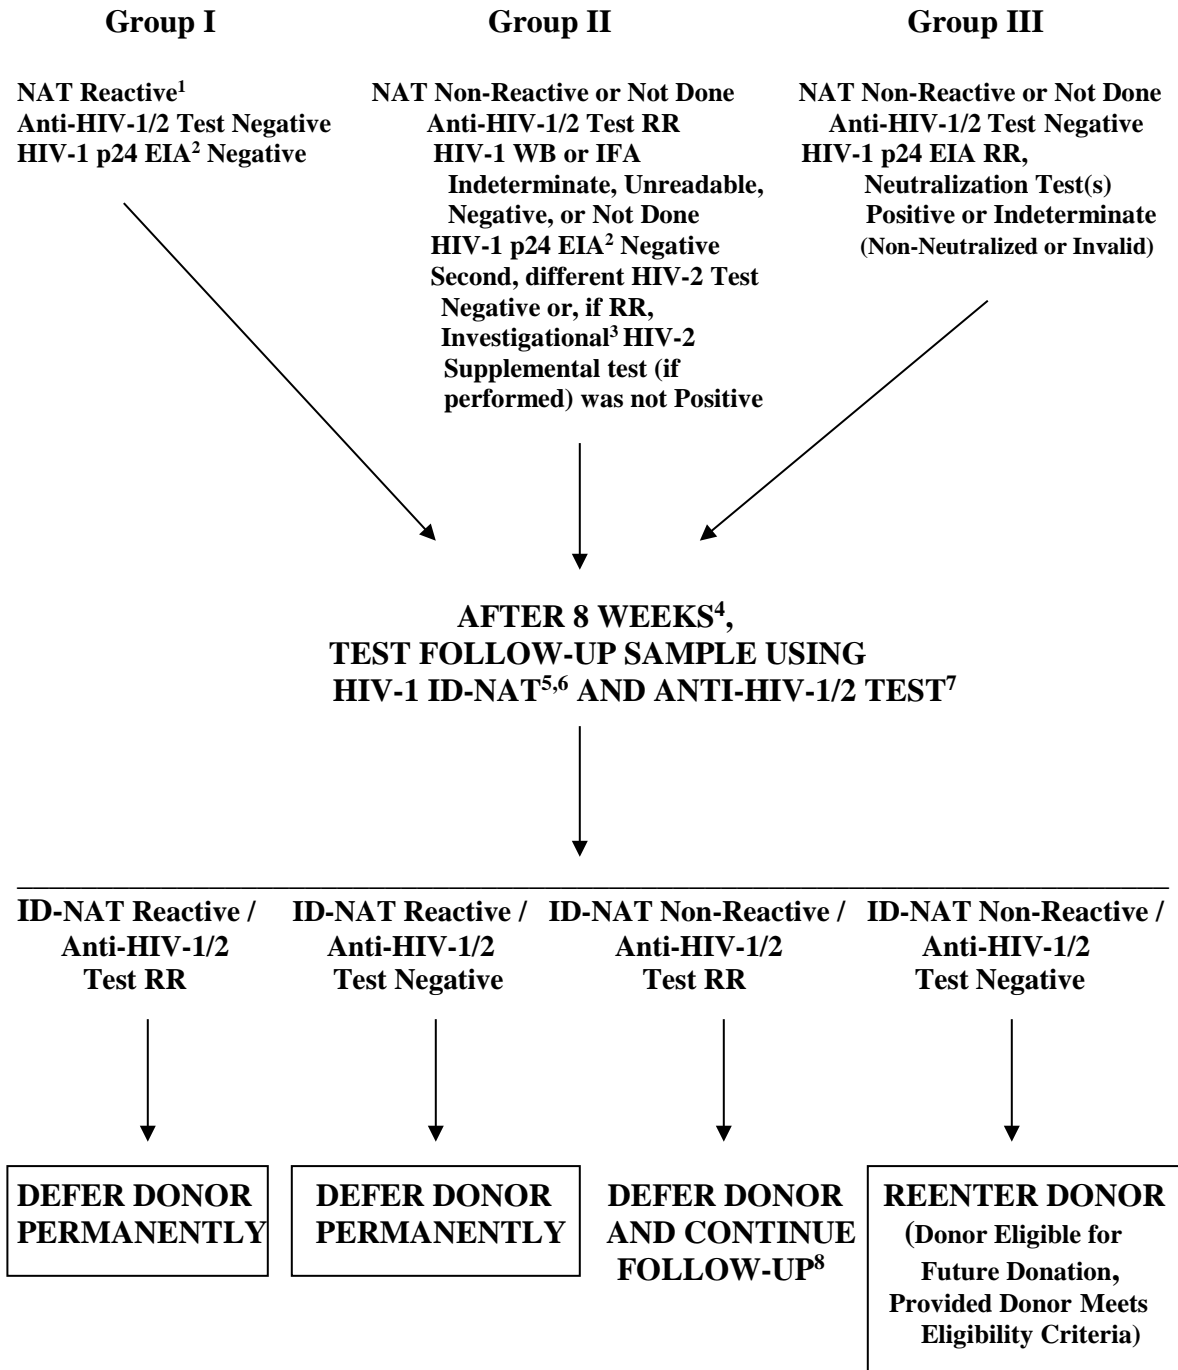 Group I
NAT Reactive¹
Anti-HIV-1/2 Test Negative
HIV-1 p24 EIA² Negative
Group II
NAT Non-Reactive or Not Done
Anti-HIV-1/2 Test RR
HIV-1 WB or IFA
Indeterminate, Unreadable,
Negative, or Not Done
HIV-1 p24 EIA² Negative
Second, different HIV-2 Test
Negative or, if RR,
Investigational³ HIV-2
Supplemental test (if
performed) was not Positive
Group III
NAT Non-Reactive or Not Done
Anti-HIV-1/2 Test Negative
HIV-1 p24 EIA RR,
Neutralization Test(s)
Positive or Indeterminate
(Non-Neutralized or Invalid)
AFTER 8 WEEKS⁴,
TEST FOLLOW-UP SAMPLE USING
HIV-1 ID-NAT⁵,⁶ AND ANTI-HIV-1/2 TEST⁷
ID-NAT Reactive /
Anti-HIV-1/2
Test RR
ID-NAT Reactive /
Anti-HIV-1/2
Test Negative
ID-NAT Non-Reactive /
Anti-HIV-1/2
Test RR
ID-NAT Non-Reactive /
Anti-HIV-1/2
Test Negative
DEFER DONOR
PERMANENTLY
DEFER DONOR
PERMANENTLY
DEFER DONOR
AND CONTINUE
FOLLOW-UP⁸
REENTER DONOR
(Donor Eligible for
Future Donation,
Provided Donor Meets
Eligibility Criteria)